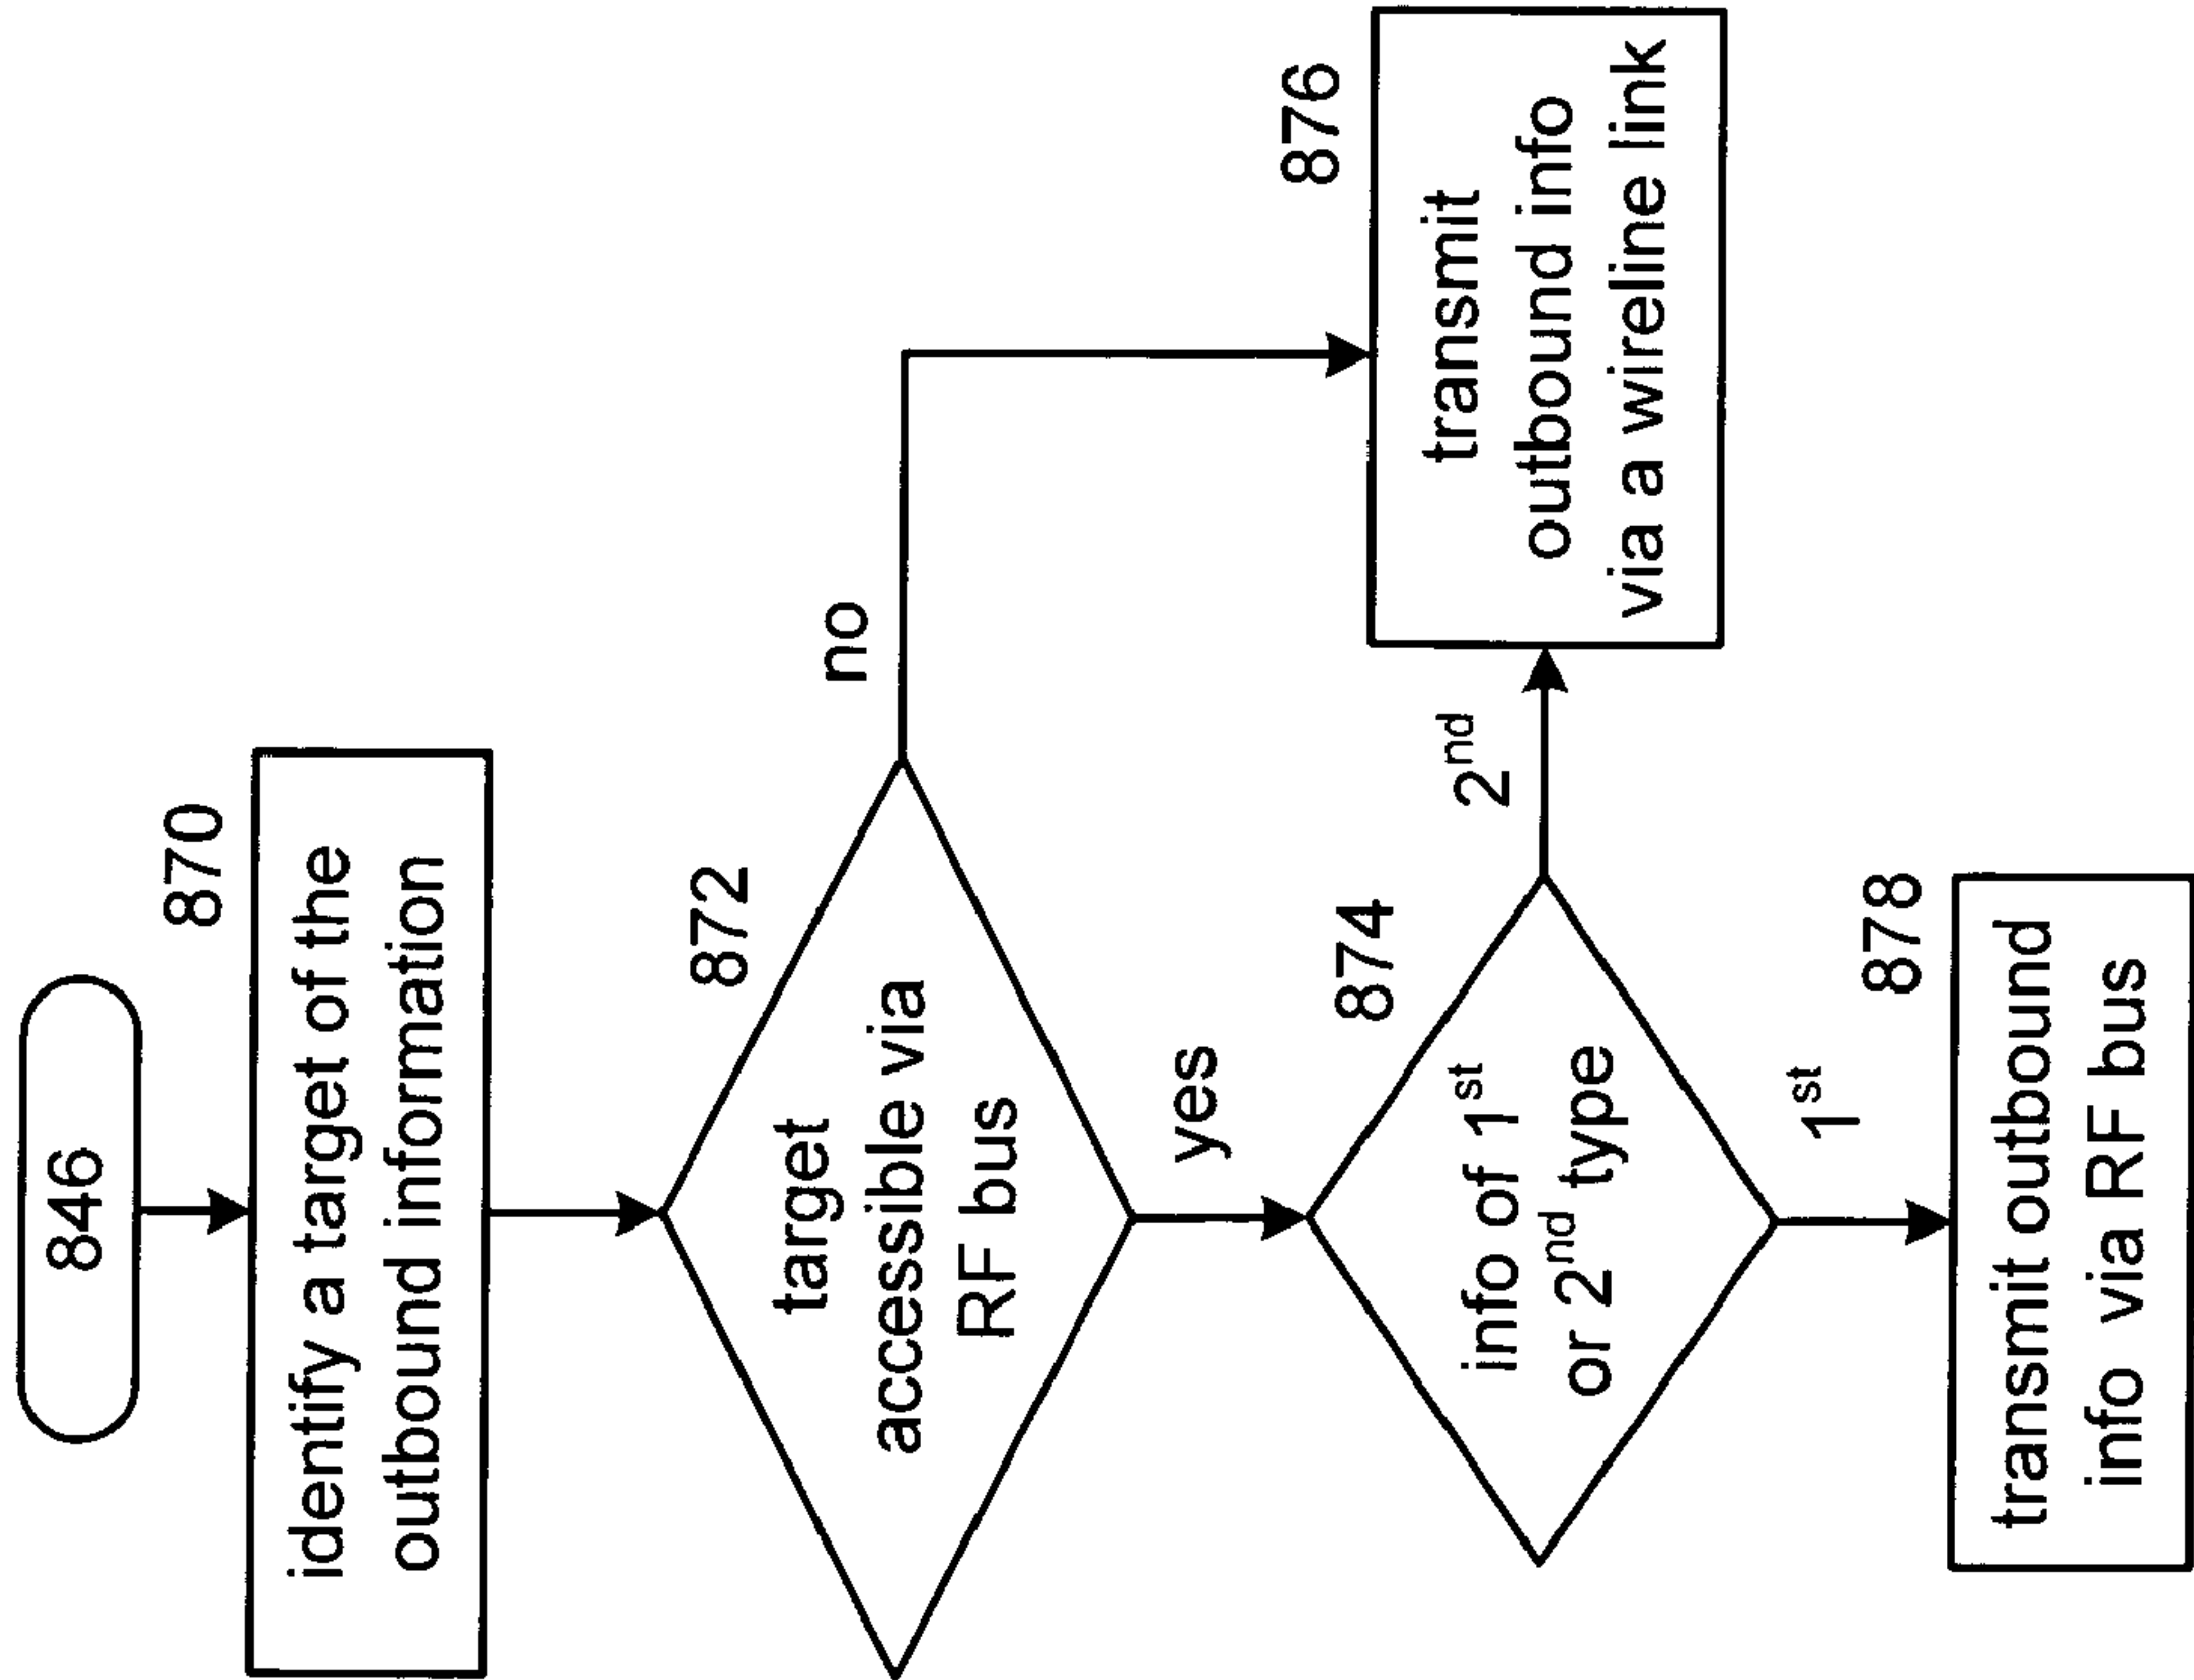 846
870
identify a target of the
outbound information
872
target
accessible via
RF bus
no
yes
874
info of 1st
or 2nd type
2nd
876
transmit
outbound info
via a wireline link
1st
878
transmit outbound
info via RF bus